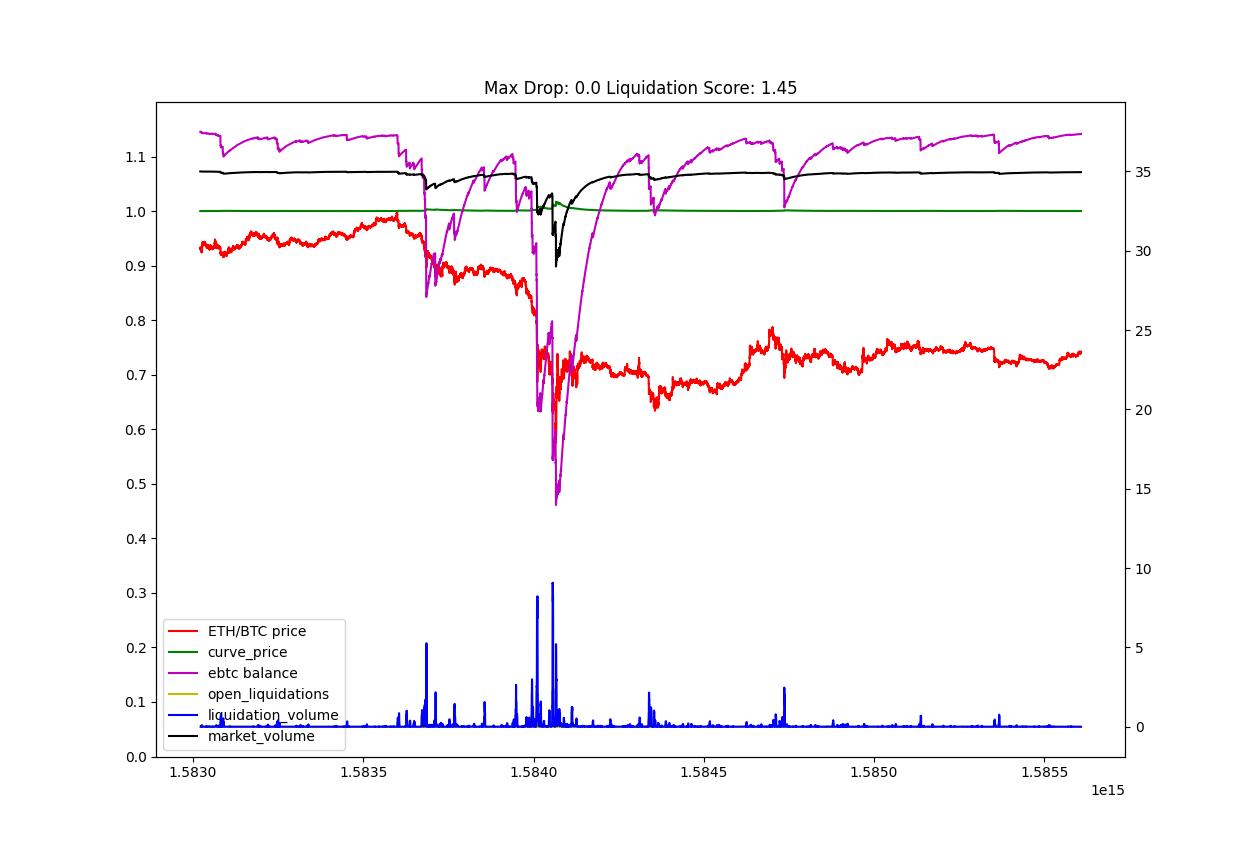 Max Drop: 0.0 Liquidation Score: 1.45
1.1
1.0
0.9
0.8
0.7
0.6
0.5
0.4
0.3
0.2
0.1
0.0
35
30
25
20
15
10
5
0
ETH/BTC price
curve_price
ebtc balance
open_liquidations
liquidation_volume
market_volume
1.5830 1.5835 1.5840 1.5845 1.5850 1.5855
1e15